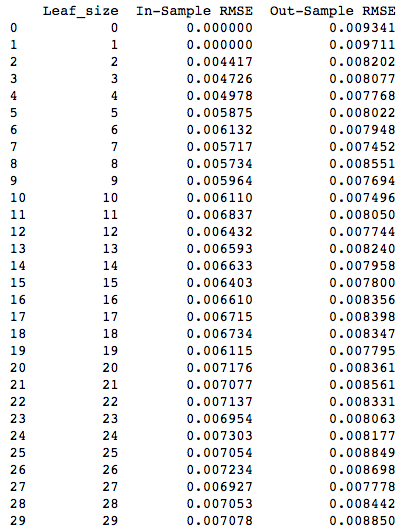 Leaf_size In-Sample RMSE Out-Sample RMSE
0 0 0.000000 0.009341
1 1 0.000000 0.009711
2 2 0.004417 0.008202
3 3 0.004726 0.008077
4 4 0.004978 0.007768
5 5 0.005875 0.008022
6 6 0.006132 0.007948
7 7 0.005717 0.007452
8 8 0.005734 0.008551
9 9 0.005964 0.007694
10 10 0.006110 0.007496
11 11 0.006837 0.008050
12 12 0.006432 0.007744
13 13 0.006593 0.008240
14 14 0.006633 0.007958
15 15 0.006403 0.007800
16 16 0.006610 0.008356
17 17 0.006715 0.008398
18 18 0.006734 0.008347
19 19 0.006115 0.007795
20 20 0.007176 0.008361
21 21 0.007077 0.008561
22 22 0.007137 0.008331
23 23 0.006954 0.008063
24 24 0.007303 0.008177
25 25 0.007054 0.008849
26 26 0.007234 0.008698
27 27 0.006927 0.007778
28 28 0.007053 0.008442
29 29 0.007078 0.008850